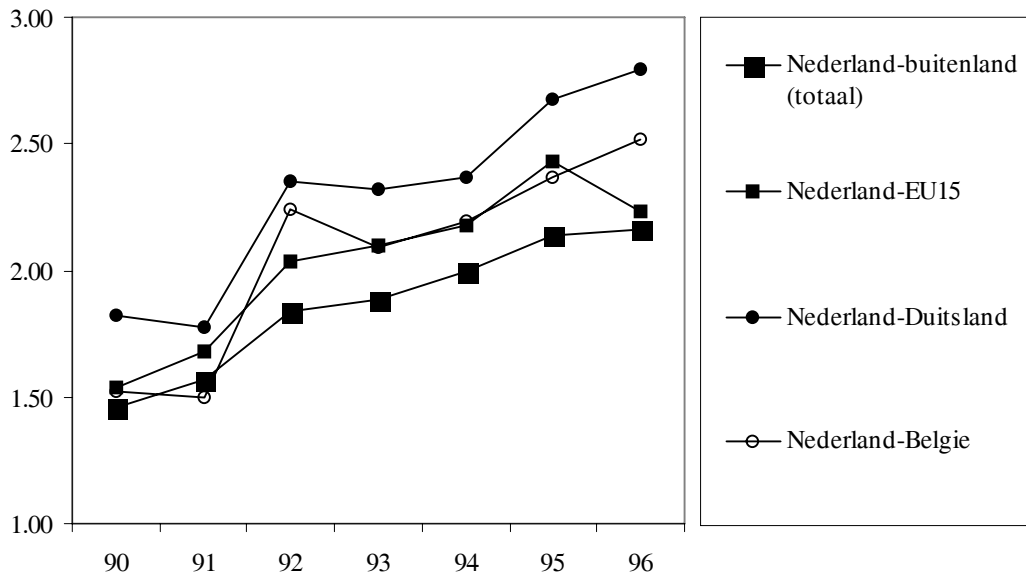 3.00
2.50
2.00
1.50
1.00
90 91 92 93 94 95 96
Nederland-buitenland
(totaal)
Nederland-EU15
Nederland-Duitsland
Nederland-Belgie